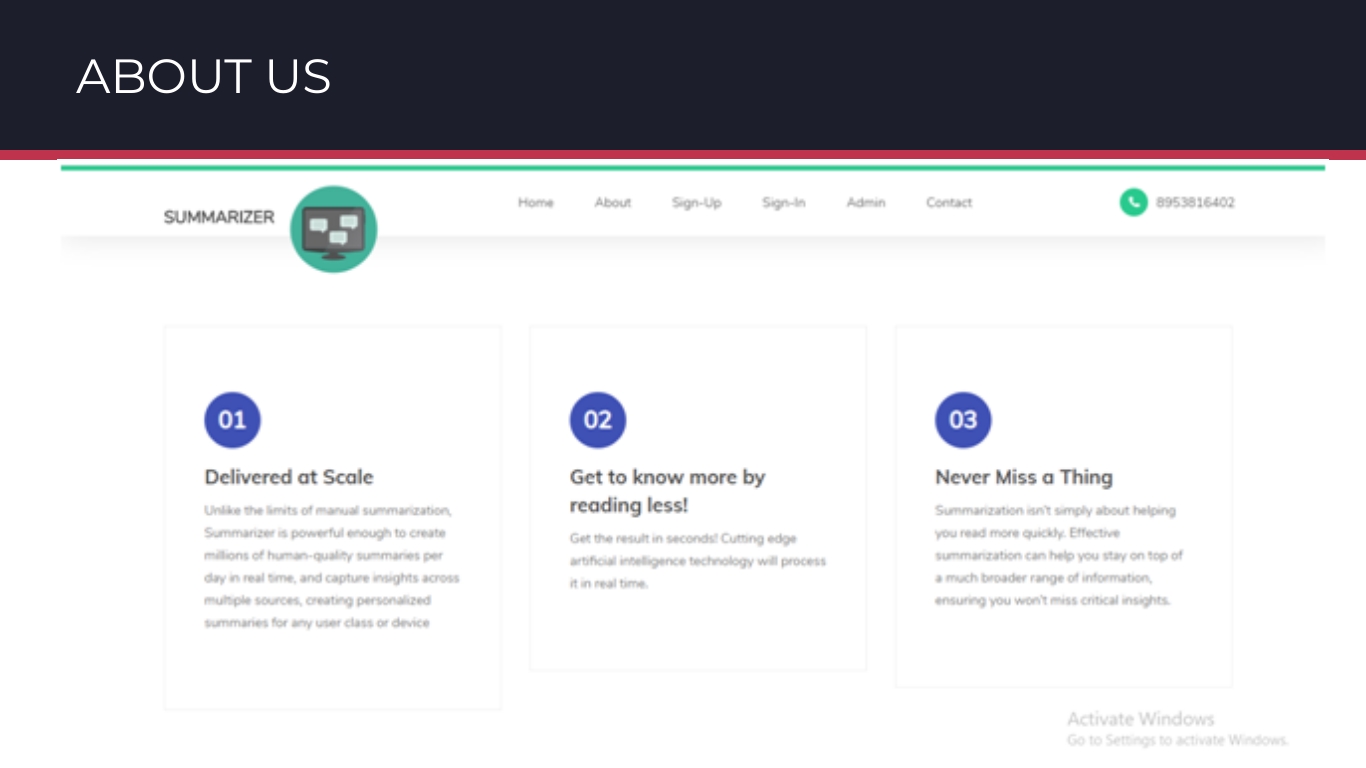 ABOUT US
SUMMARIZER
Home About Sign-Up Sign-In Admin Contact
8953816402
01
Delivered at Scale
Unlike the limits of manual summarization,
Summarizer is powerful enough to create
millions of human-quality summaries per
day in real time, and capture insights across
multiple sources, creating personalized
summaries for any user class or device
02
Get to know more by
reading less!
Get the result in seconds! Cutting edge
artificial intelligence technology will process
it in real time.
03
Never Miss a Thing
Summarization isn't simply about helping
you read more quickly. Effective
summarization can help you stay on top of
a much broader range of information,
ensuring you won't miss critical insights.
Activate Windows
Go to Settings to activate Windows.